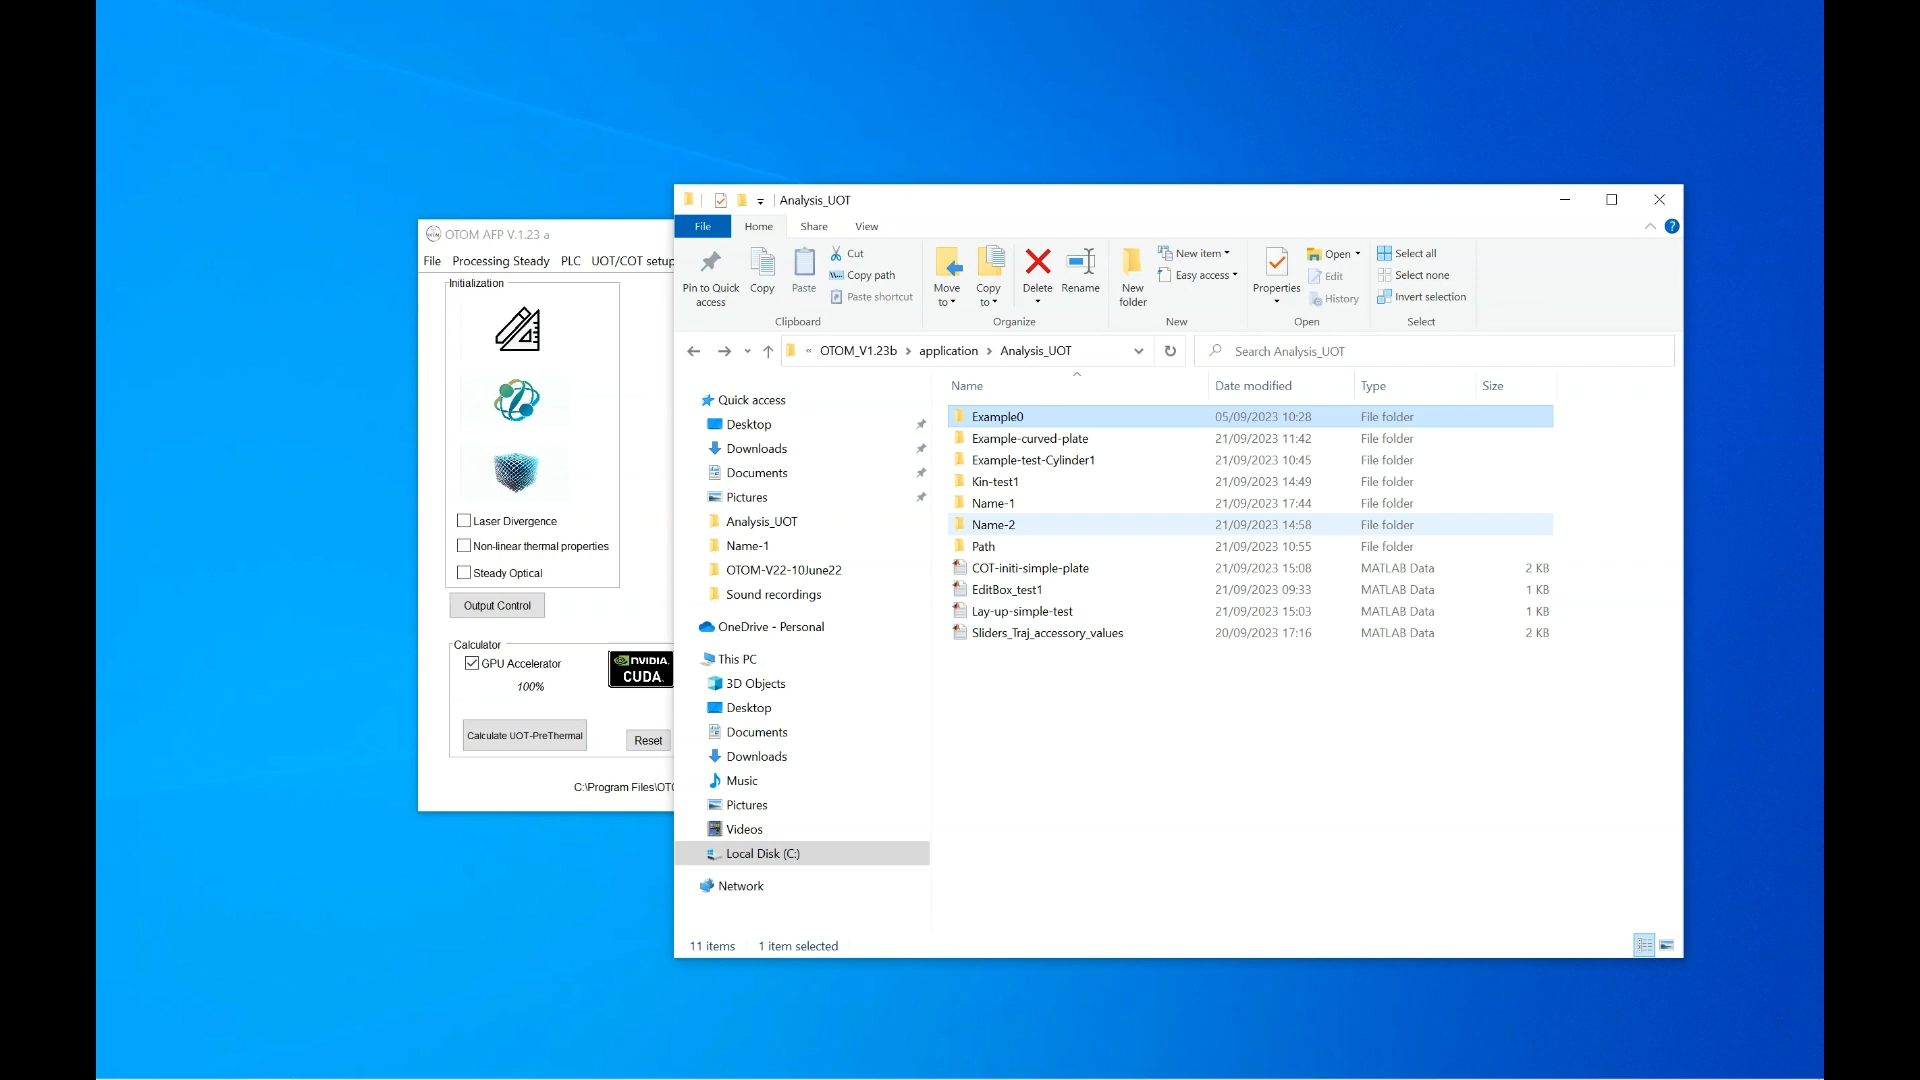 OTOM AFP V.1.23 a
File Processing Steady PLC UOT/COT setup
Initialization
Laser Divergence
Non-linear thermal properties
Steady Optical
Output Control
Calculator
GPU Accelerator
100%
NVIDIA.
CUDA.
Calculate UOT-PreThermal
Reset
C:\Program Files\OTO
Analysis_UOT
File Home Share View
Pin to Quick access
Copy
Paste
Cut
Copy path
Paste shortcut
Clipboard
Move to
Copy to
Delete
Rename
Organize
New folder
New item
Easy access
New
Properties
Open
Edit
History
Open
Select all
Select none
Invert selection
Select
« OTOM_V1.23b > application > Analysis_UOT
Search Analysis_UOT
Quick access
Desktop
Downloads
Documents
Pictures
Analysis_UOT
Name-1
OTOM-V22-10June22
Sound recordings
OneDrive - Personal
This PC
3D Objects
Desktop
Documents
Downloads
Music
Pictures
Videos
Local Disk (C:)
Network
Name Date modified Type Size
Example0 05/09/2023 10:28 File folder
Example-curved-plate 21/09/2023 11:42 File folder
Example-test-Cylinder1 21/09/2023 10:45 File folder
Kin-test1 21/09/2023 14:49 File folder
Name-1 21/09/2023 17:44 File folder
Name-2 21/09/2023 14:58 File folder
Path 21/09/2023 10:55 File folder
COT-initi-simple-plate 21/09/2023 15:08 MATLAB Data 2 KB
EditBox_test1 21/09/2023 09:33 MATLAB Data 1 KB
Lay-up-simple-test 21/09/2023 15:03 MATLAB Data 1 KB
Sliders_Traj_accessory_values 20/09/2023 17:16 MATLAB Data 2 KB
11 items 1 item selected